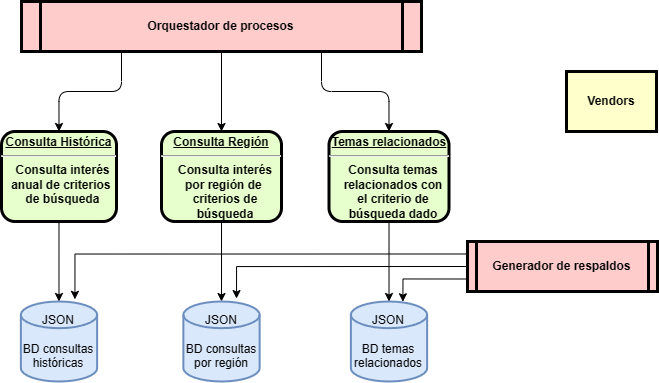 Orquestador de procesos
Vendors
Consulta Histórica
Consulta interés
anual de criterios
de búsqueda
Consulta Región
Consulta interés
por región de
criterios de
búsqueda
Temas relacionados
Consulta temas
relacionados con
el criterio de
búsqueda dado
Generador de respaldos
JSON
BD consultas
históricas
JSON
BD consultas
por región
JSON
BD temas
relacionados